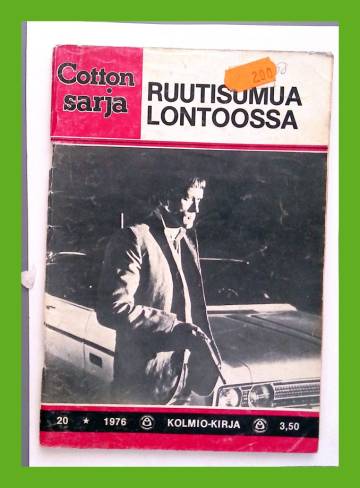 Cotton
sarja
RUUTISUMUA
LONTOOSSA
20 ★ 1976 KOLMIO-KIRJA 3,50